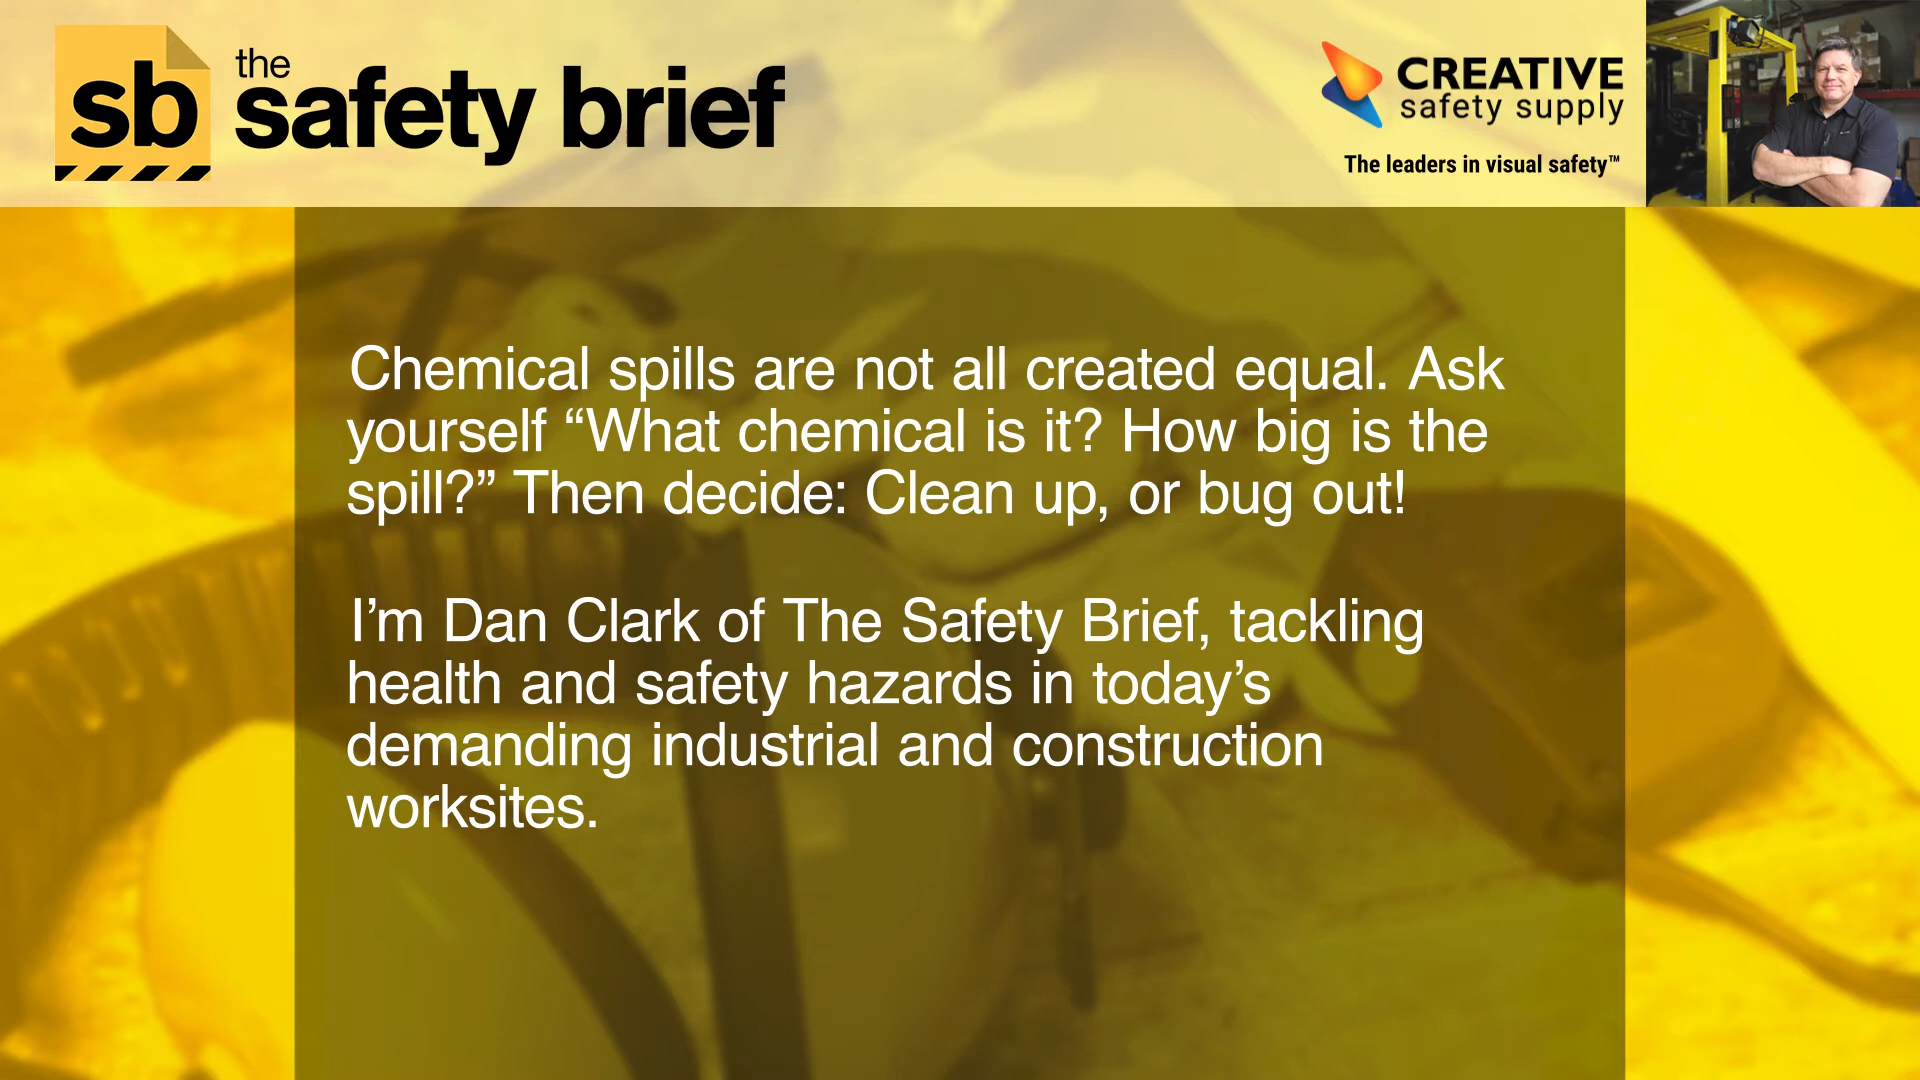 sb
the
safety brief
CREATIVE
safety supply
The leaders in visual safety™
Chemical spills are not all created equal. Ask
yourself “What chemical is it? How big is the
spill?” Then decide: Clean up, or bug out!
I’m Dan Clark of The Safety Brief, tackling
health and safety hazards in today’s
demanding industrial and construction
worksites.